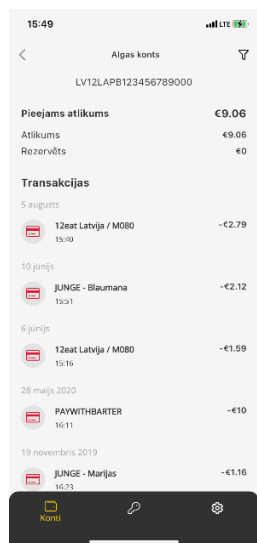 15:49
LTE
Algas konts
LV12LAPB123456789000
Pieejams atlikums €9.06
Atlikums €9.06
Rezervēts €0
Transakcijas
5 augusts
12eat Latvija / M080 -€2.79
15:40
10 jūnijs
JUNGE - Blaumana -€2.12
15:51
6 jūnijs
12eat Latvija / M080 -€1.59
15:16
28 maijs 2020
PAYWITHBARTER -€10
16:11
19 novembris 2019
JUNGE - Marijas -€1.16
16:23
Konti